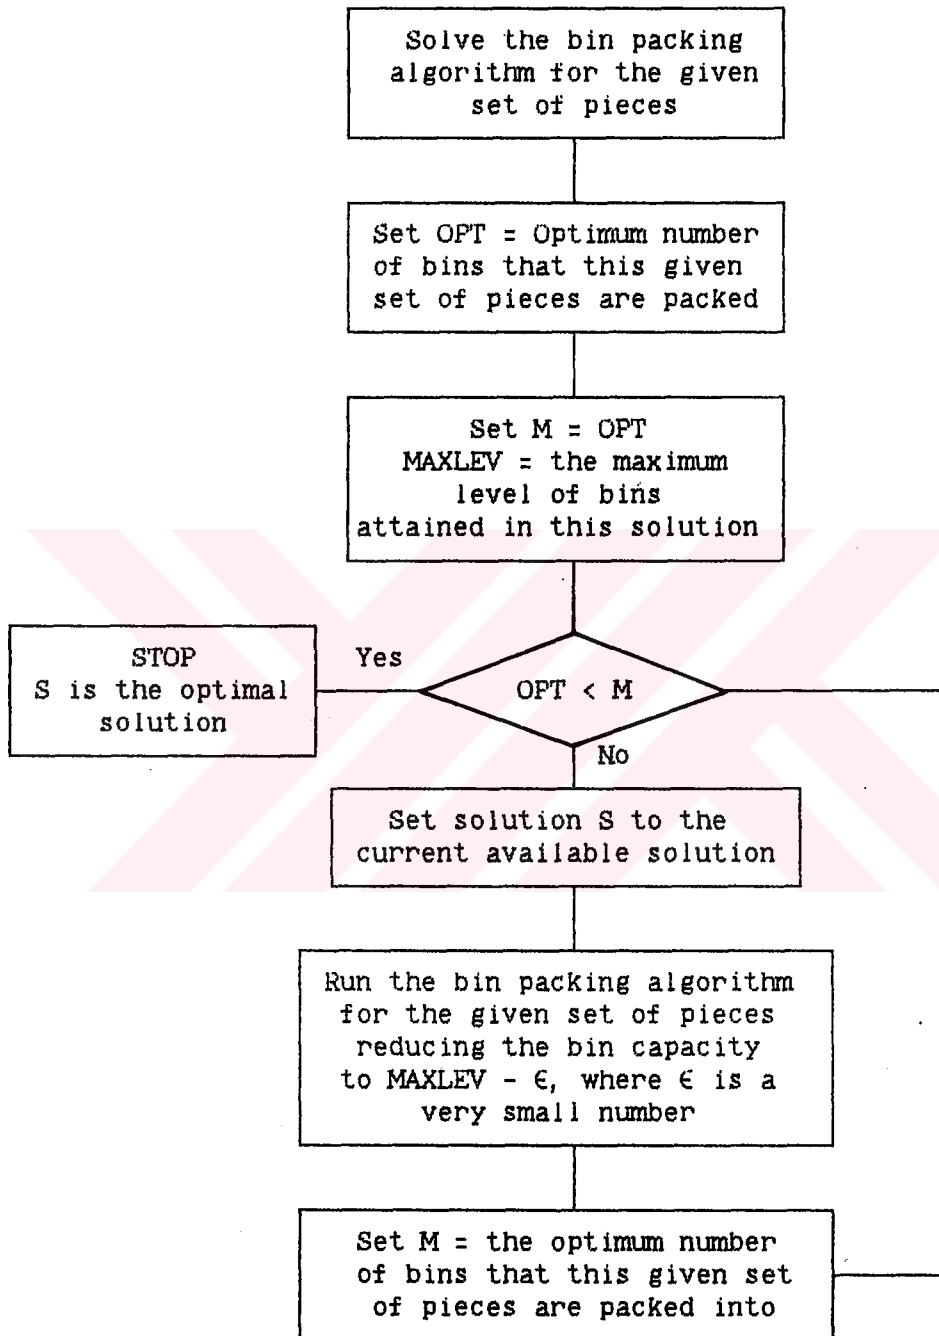 Solve the bin packing
algorithm for the given
set of pieces
Set OPT = Optimum number
of bins that this given
set of pieces are packed
Set M = OPT
MAXLEV = the maximum
level of bins
attained in this solution
STOP
S is the optimal
solution
Yes
OPT < M
No
Set solution S to the
current available solution
Run the bin packing algorithm
for the given set of pieces
reducing the bin capacity
to MAXLEV - ϵ, where ϵ is a
very small number
Set M = the optimum number
of bins that this given set
of pieces are packed into